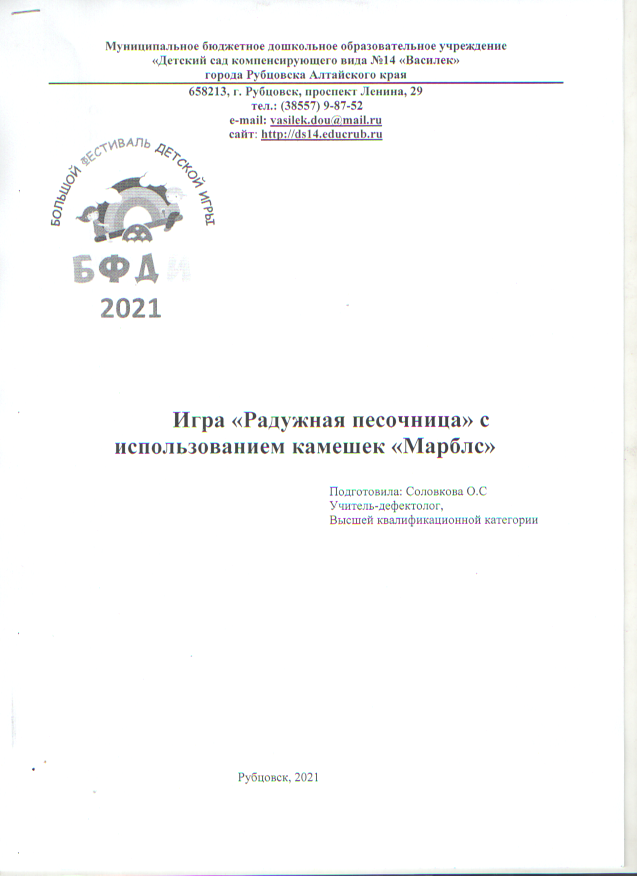 Муниципальное бюджетное дошкольное образовательное учреждение
«Детский сад компенсирующего вида №14 «Василек»
города Рубцовска Алтайского края
658213, г. Рубцовск, проспект Ленина, 29
тел.: (38557) 9-87-52
e-mail: vasilek.dou@mail.ru
сайт: http://ds14.educrub.ru
БОЛЬШОЙ ФЕСТИВАЛЬ ДЕТСКОЙ ИГРЫ
БФДИ
2021
Игра «Радужная песочница» с
использованием камешек «Марблс»
Подготовила: Соловкова О.С
Учитель-дефектолог,
Высшей квалификационной категории
Рубцовск, 2021